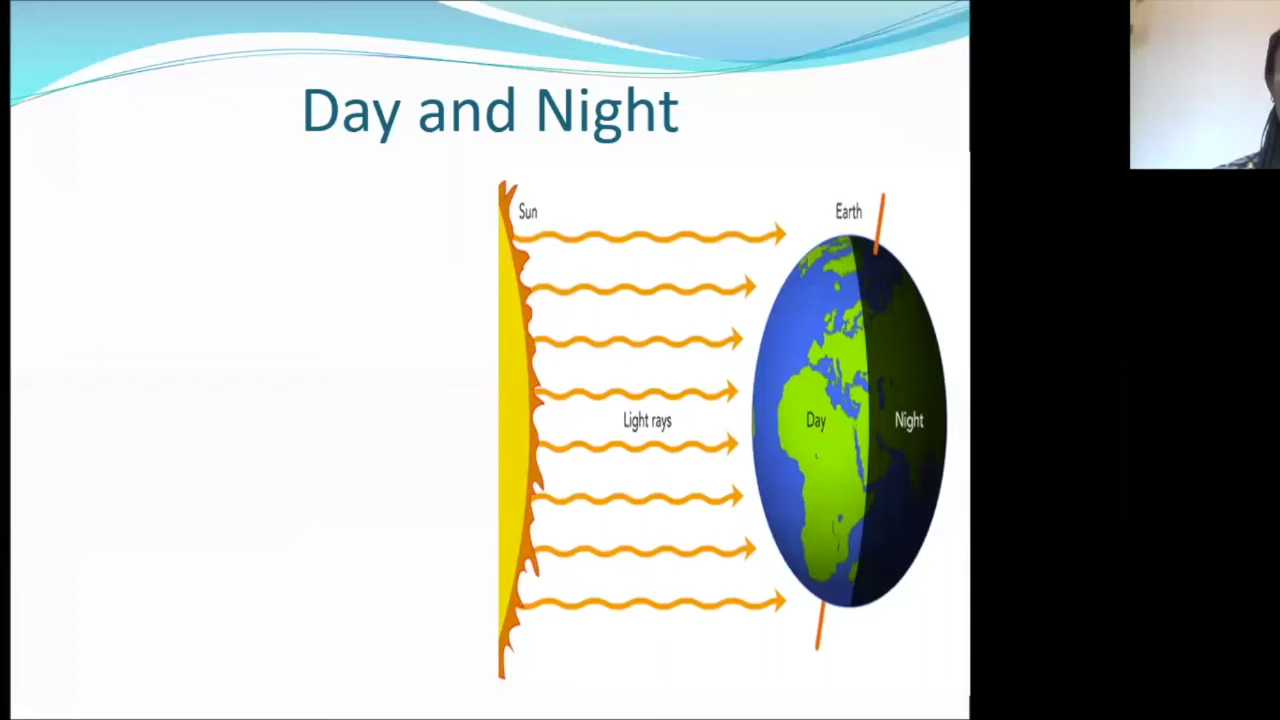 Day and Night
Sun
Earth
Light rays
Day
Night